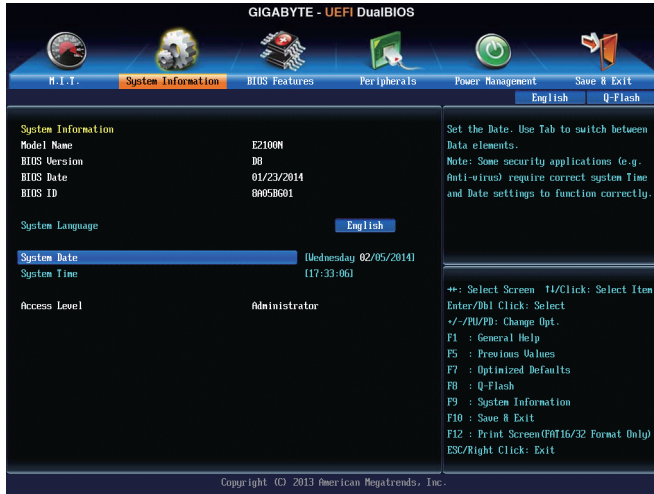 GIGABYTE - UEFI DualBIOS
M.I.T.
System Information
BIOS Features
Peripherals
Power Management
Save & Exit
English
Q-Flash
System Information
Model Name E2100N
BIOS Version D8
BIOS Date 01/23/2014
BIOS ID 8A05BG01
System Language English
System Date [Wednesday 02/05/2014]
System Time [17:33:06]
Access Level Administrator
Set the Date. Use Tab to switch between
Data elements.
Note: Some security applications (e.g.
Anti-virus) require correct system Time
and Date settings to function correctly.
→←: Select Screen ↑↓/Click: Select Item
Enter/Dbl Click: Select
+/-/PU/PD: Change Opt.
F1 : General Help
F5 : Previous Values
F7 : Optimized Defaults
F8 : Q-Flash
F9 : System Information
F10 : Save & Exit
F12 : Print Screen(FAT16/32 Format Only)
ESC/Right Click: Exit
Copyright (C) 2013 American Megatrends, Inc.